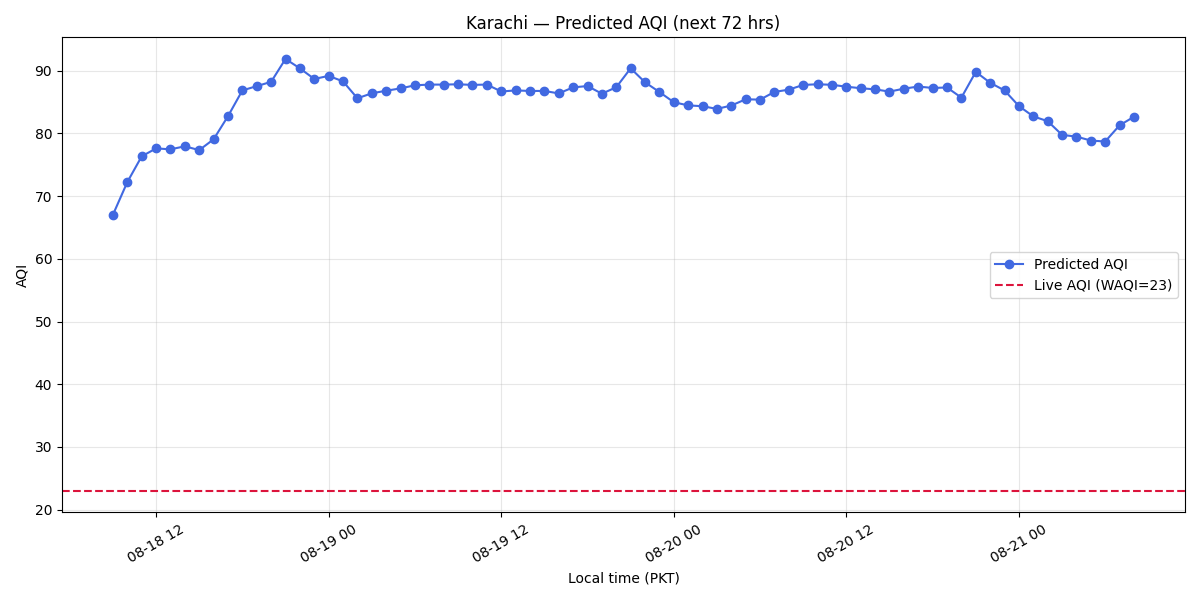 Karachi — Predicted AQI (next 72 hrs)
AQI
90
80
70
60
50
40
30
20
Predicted AQI
Live AQI (WAQI=23)
08-18 12
08-19 00
08-19 12
08-20 00
08-20 12
08-21 00
Local time (PKT)